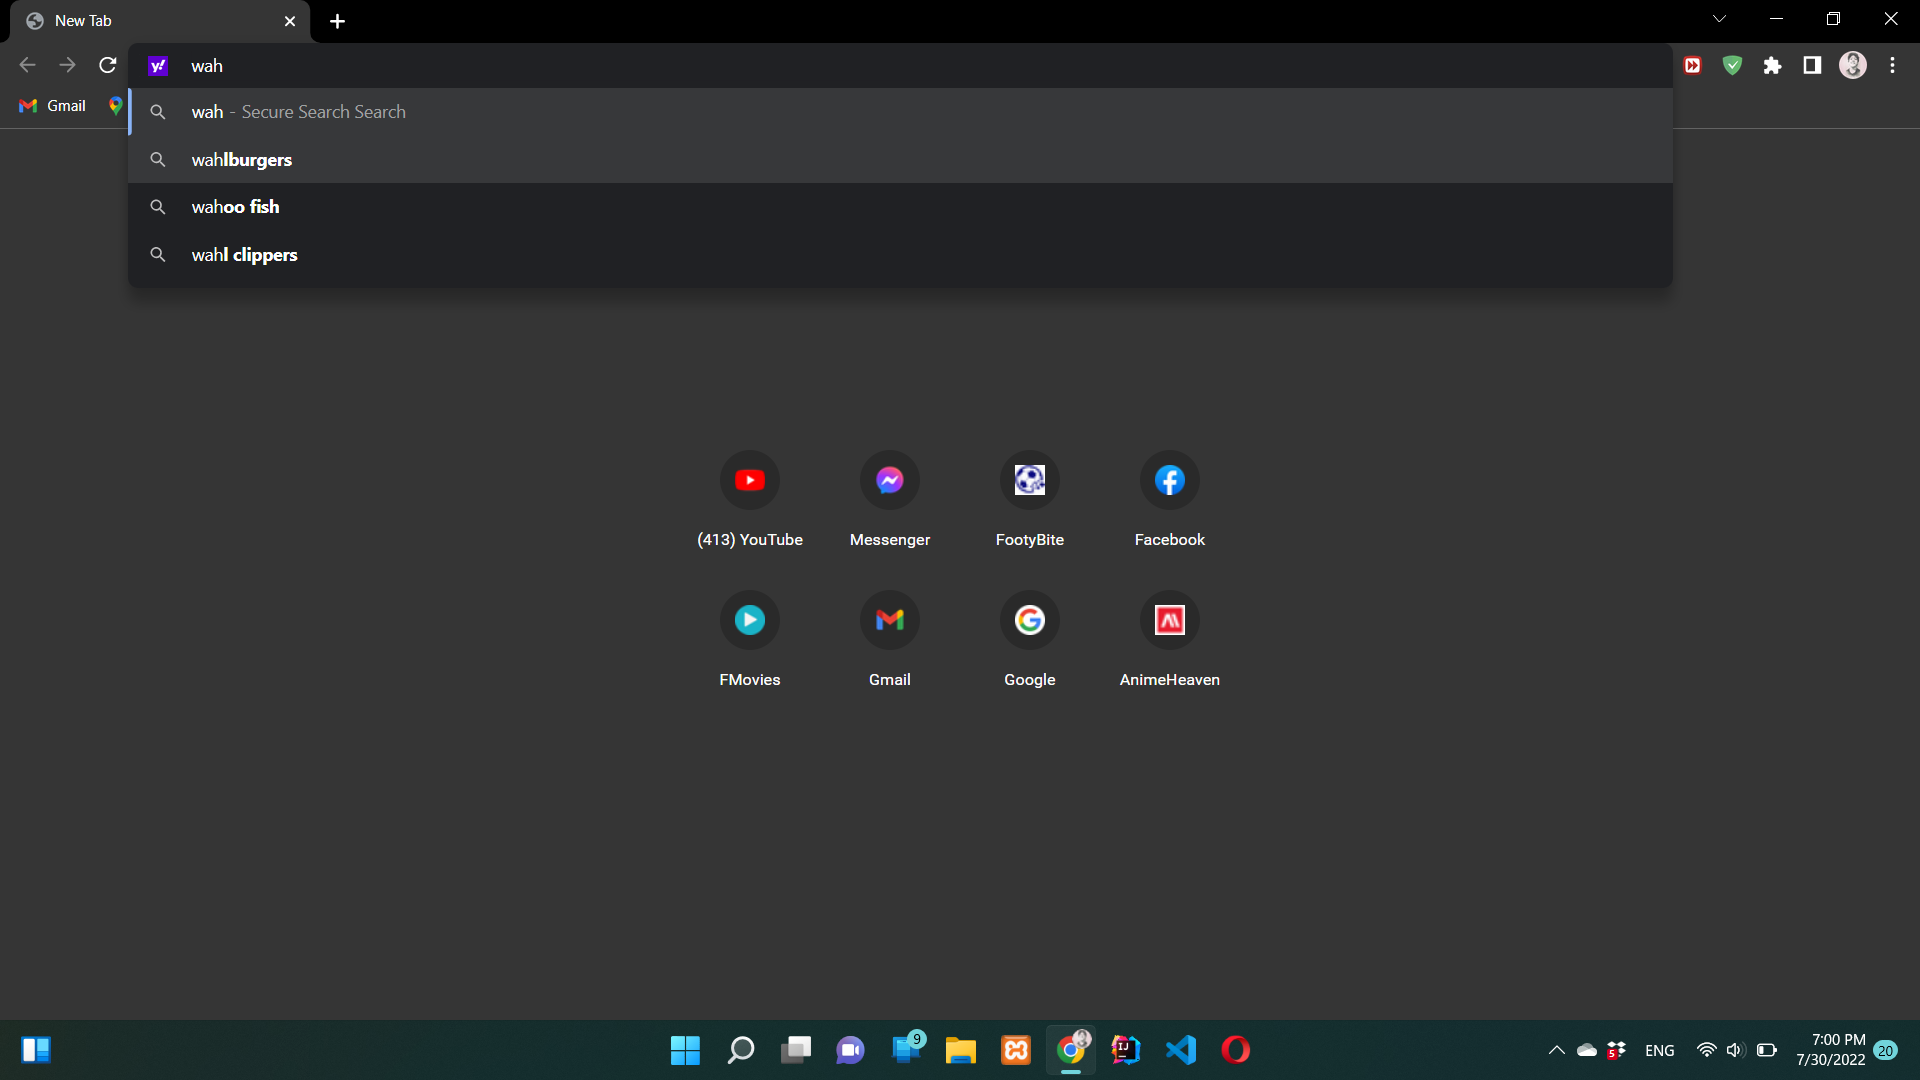 New Tab
wah
Gmail
wah - Secure Search Search
wahlburgers
wahoo fish
wahl clippers
(413) YouTube
Messenger
FootyBite
Facebook
FMovies
Gmail
Google
AnimeHeaven
9
5
ENG
7:00 PM
7/30/2022
20